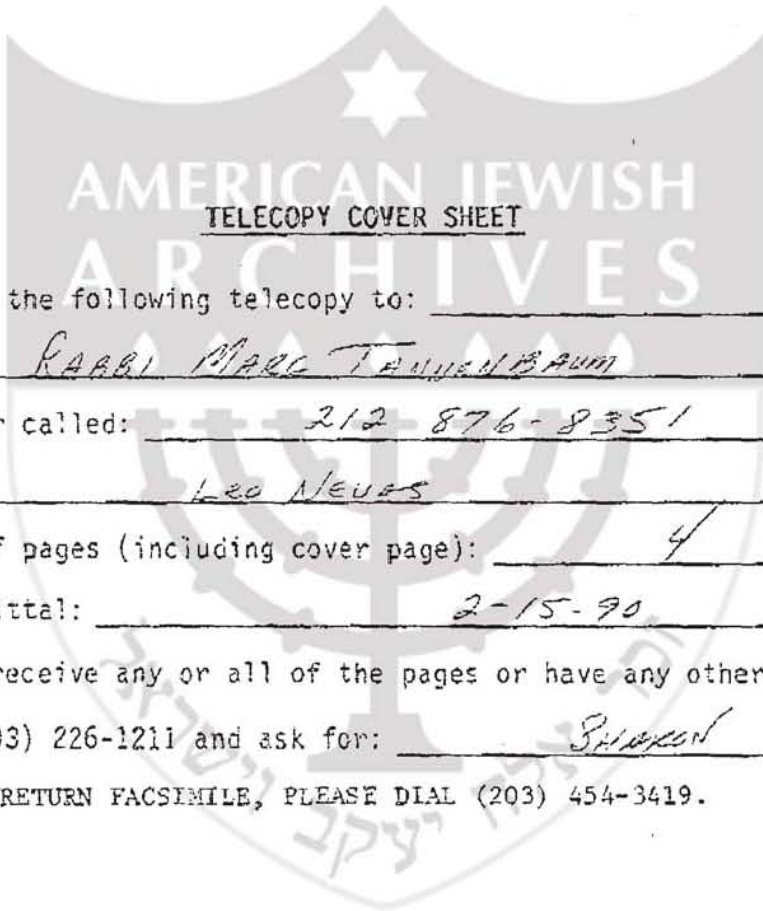 AMERICAN JEWISH
ARCHIVES
TELECOPY COVER SHEET
the following telecopy to:
RABBI MARC TANNENBAUM
called: 212 876-8351
LEO NEVAS
pages (including cover page): 4
ittal: 2-15-90
receive any or all of the pages or have any other
03) 226-1211 and ask for: SHARON
RETURN FACSIMILE, PLEASE DIAL (203) 454-3419.
יעקב וישראל